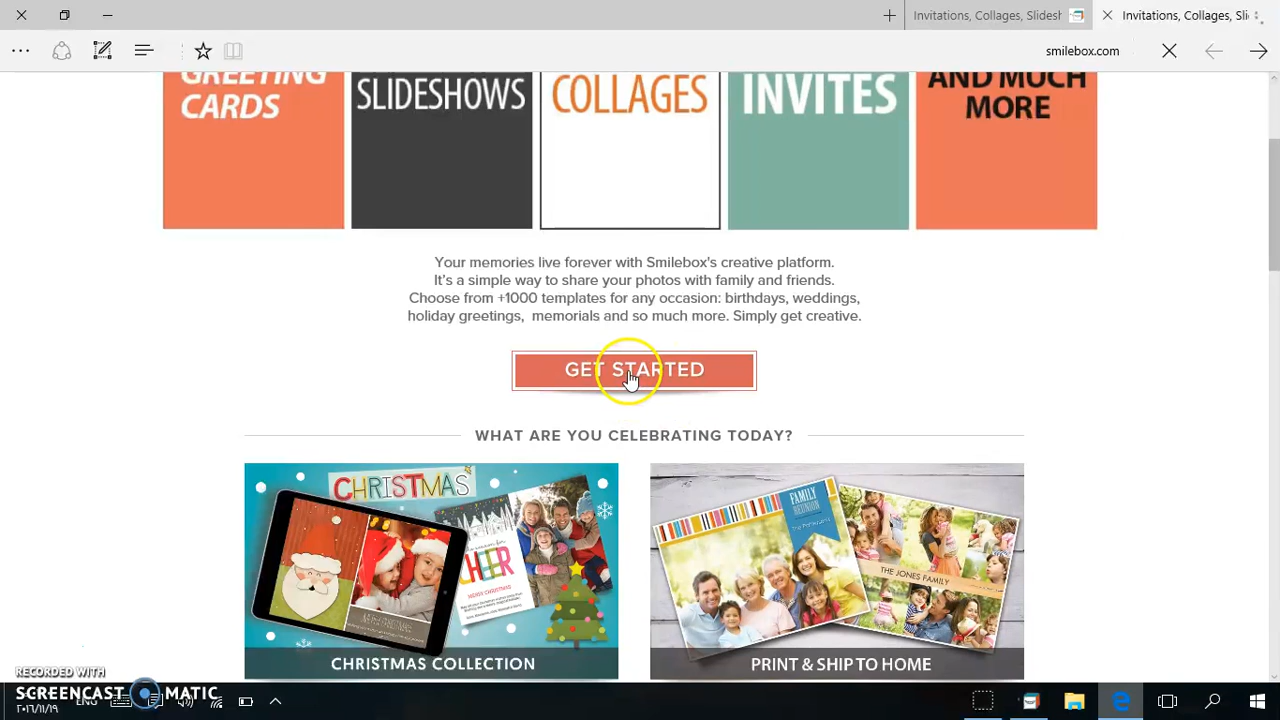 Invitations, Collages, Slidesh
Invitations, Collages, Sli
smilebox.com
GREETING
CARDS
SLIDESHOWS
COLLAGES
INVITES
AND MUCH
MORE
Your memories live forever with Smilebox's creative platform.
It's a simple way to share your photos with family and friends.
Choose from +1000 templates for any occasion: birthdays, weddings,
holiday greetings, memorials and so much more. Simply get creative.
GET STARTED
WHAT ARE YOU CELEBRATING TODAY?
CHRISTMAS
CHEER
FAMILY
REUNION
THE JONES FAMILY
CHRISTMAS COLLECTION
PRINT & SHIP TO HOME
RECORDED WITH
SCREENCAST MATIC
ENG